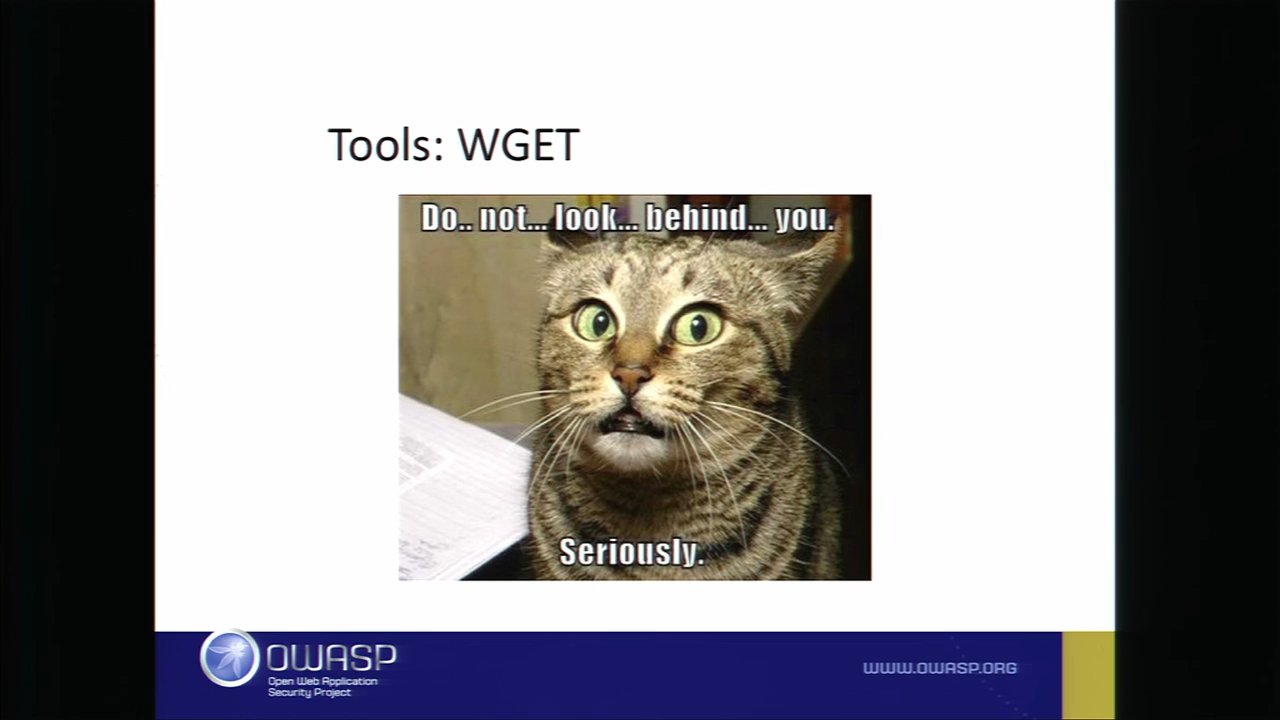 Tools: WGET
Do.. not... look... behind... you.
Seriously.
OWASP
Open Web Application
Security Project
WWW.OWASP.ORG